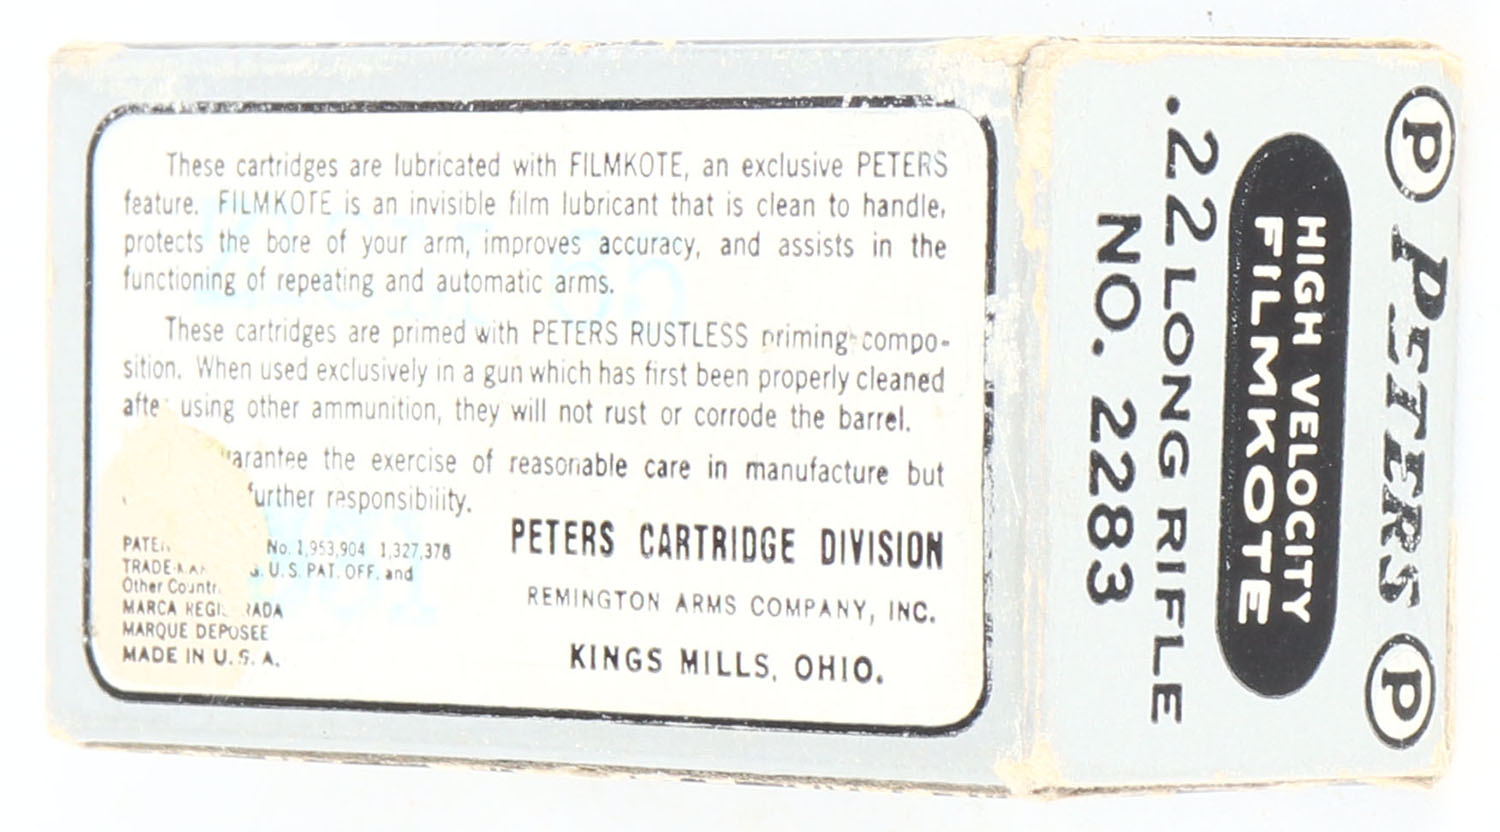 These cartridges are lubricated with FILMKOTE, an exclusive PETERS
feature. FILMKOTE is an invisible film lubricant that is clean to handle,
protects the bore of your arm, improves accuracy, and assists in the
functioning of repeating and automatic arms.
These cartridges are primed with PETERS RUSTLESS priming compo-
sition. When used exclusively in a gun which has first been properly cleaned
after using other ammunition, they will not rust or corrode the barrel.
the exercise of reasonable care in manufacture but
further responsibility.
No. 1,953,904 1,327,378
U.S. PAT. OFF. and
Other
MARCA
MARQUE DEPOSEE
MADE IN U. S. A.
PETERS CARTRIDGE DIVISION
REMINGTON ARMS COMPANY, INC.
KINGS MILLS, OHIO.
P PETERS P
HIGH VELOCITY
FILMKOTE
.22 LONG RIFLE
NO. 2283